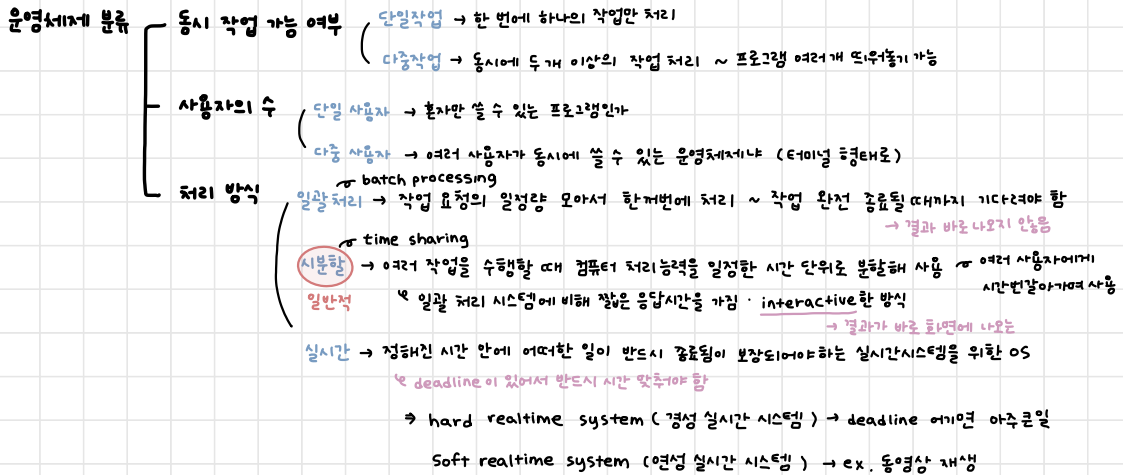 운영체제 분류
동시 작업 가능 여부
단일작업 → 한 번에 하나의 작업만 처리
다중작업 → 동시에 두 개 이상의 작업 처리 ~ 프로그램 여러개 띄워놓기 가능
사용자의 수
단일 사용자 → 혼자만 쓸 수 있는 프로그램인가
다중 사용자 → 여러 사용자가 동시에 쓸 수 있는 운영체제냐 (터미널 형태로)
처리 방식
batch processing
일괄처리 → 작업 요청의 일정량 모아서 한꺼번에 처리 ~ 작업 완전 종료될 때까지 기다려야 함
→ 결과 바로 나오지 않음
time sharing
시분할 → 여러 작업을 수행할 때 컴퓨터 처리능력을 일정한 시간 단위로 분할해 사용
여러 사용자에게
시간번갈아가며 사용
일반적
일괄 처리 시스템에 비해 짧은 응답시간을 가짐 · interactive한 방식
→ 결과가 바로 화면에 나오는
실시간 → 정해진 시간 안에 어떠한 일이 반드시 종료됨이 보장되어야하는 실시간시스템을 위한 OS
deadline이 있어서 반드시 시간 맞춰야 함
⇒ hard realtime system (경성 실시간 시스템) → deadline 어기면 아주큰일
Soft realtime system (연성 실시간 시스템) → ex. 동영상 재생